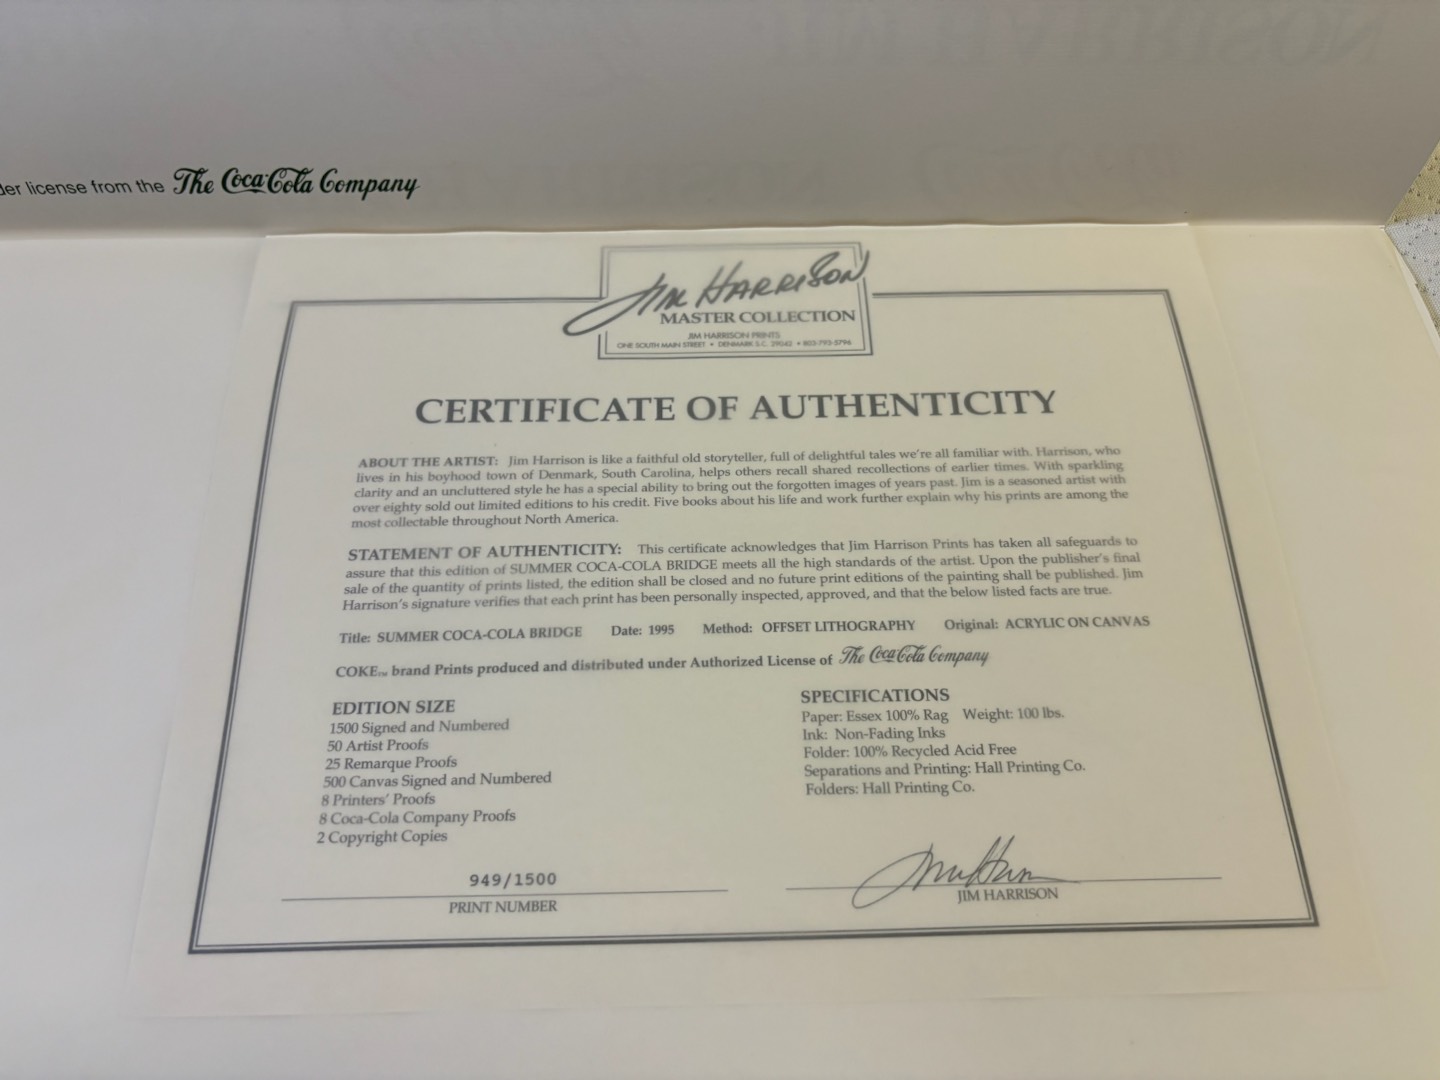 der license from the The Coca-Cola Company
Jim Harrison
MASTER COLLECTION
JIM HARRISON PRINTS
ONE SOUTH MAIN STREET • DENMARK S.C. 29042 • 803-793-5796
CERTIFICATE OF AUTHENTICITY
ABOUT THE ARTIST: Jim Harrison is like a faithful old storyteller, full of delightful tales we're all familiar with. Harrison, who
lives in his boyhood town of Denmark, South Carolina, helps others recall shared recollections of earlier times. With sparkling
clarity and an uncluttered style he has a special ability to bring out the forgotten images of years past. Jim is a seasoned artist with
over eighty sold out limited editions to his credit. Five books about his life and work further explain why his prints are among the
most collectable throughout North America.
STATEMENT OF AUTHENTICITY: This certificate acknowledges that Jim Harrison Prints has taken all safeguards to
assure that this edition of SUMMER COCA-COLA BRIDGE meets all the high standards of the artist. Upon the publisher's final
sale of the quantity of prints listed, the edition shall be closed and no future print editions of the painting shall be published. Jim
Harrison's signature verifies that each print has been personally inspected, approved, and that the below listed facts are true.
Title: SUMMER COCA-COLA BRIDGE Date: 1995 Method: OFFSET LITHOGRAPHY Original: ACRYLIC ON CANVAS
COKE™ brand Prints produced and distributed under Authorized License of The Coca-Cola Company
EDITION SIZE
1500 Signed and Numbered
50 Artist Proofs
25 Remarque Proofs
500 Canvas Signed and Numbered
8 Printers' Proofs
8 Coca-Cola Company Proofs
2 Copyright Copies
SPECIFICATIONS
Paper: Essex 100% Rag Weight: 100 lbs.
Ink: Non-Fading Inks
Folder: 100% Recycled Acid Free
Separations and Printing: Hall Printing Co.
Folders: Hall Printing Co.
949/1500
PRINT NUMBER
Jim Harrison
JIM HARRISON